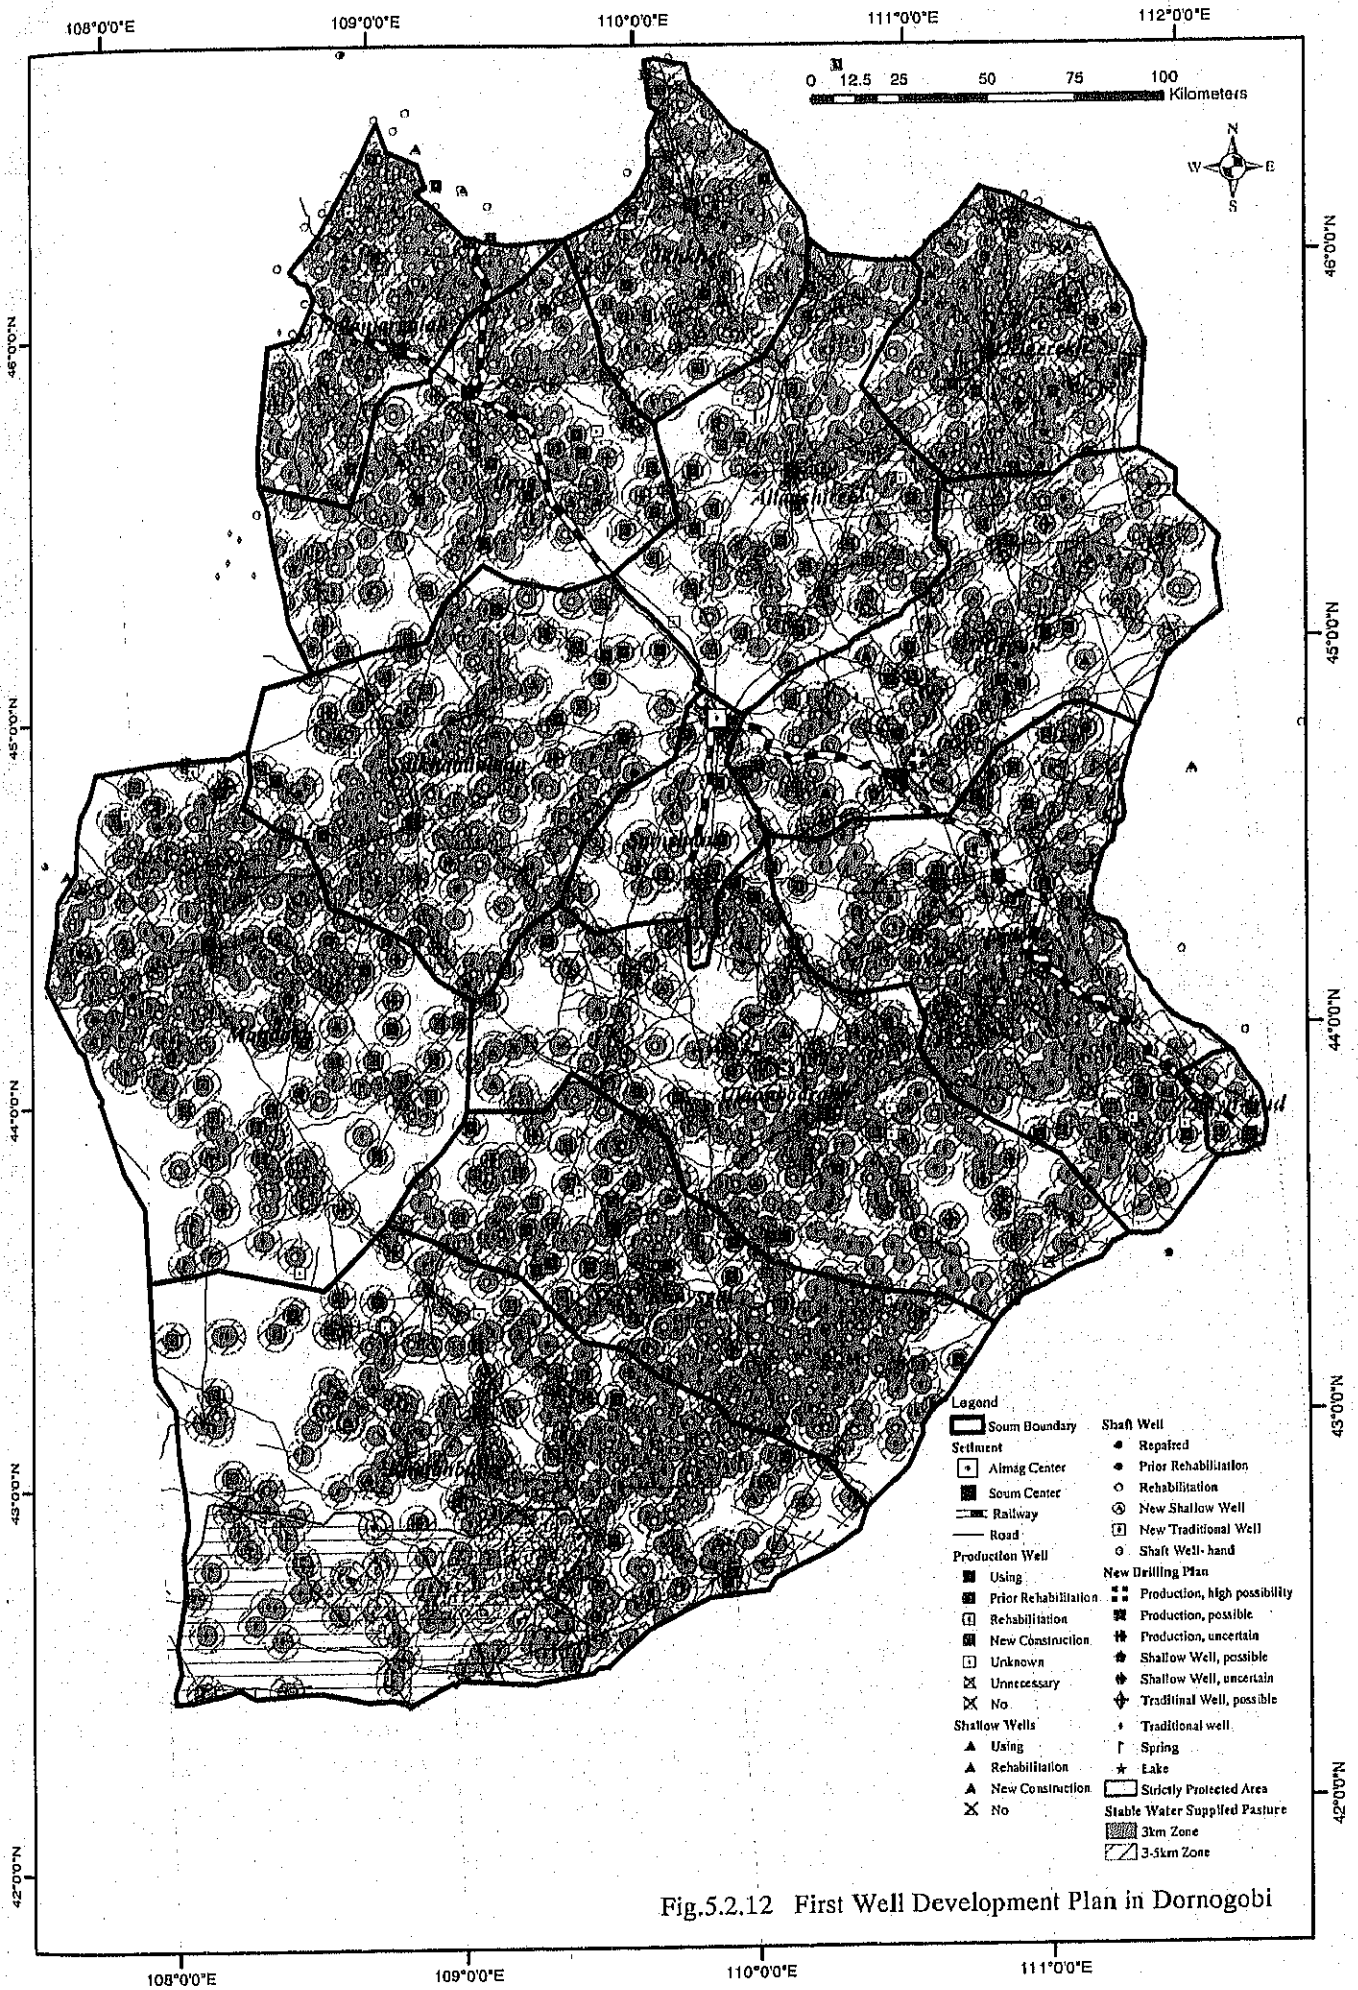 108°0'0"E 109°0'0"E 110°0'0"E 111°0'0"E 112°0'0"E
0 12.5 25 50 75 100
Kilometers
N
W E
S
46°0'0"N
46°0'0"N
Altanshiree
45°0'0"N
45°0'0"N
44°0'0"N
44°0'0"N
43°0'0"N
43°0'0"N
42°0'0"N
42°0'0"N
Legend
Soum Boundary
Setlment
Aimag Center
Soum Center
Railway
Road
Production Well
Using
Prior Rehabilitation
Rehabilitation
New Construction
Unknown
Unnecessary
No
Shallow Wells
Using
Rehabilitation
New Construction
No
Shaft Well
Repaired
Prior Rehabilitation
Rehabilitation
New Shallow Well
New Traditional Well
Shaft Well-hand
New Drilling Plan
Production, high possibility
Production, possible
Production, uncertain
Shallow Well, possible
Shallow Well, uncertain
Traditinal Well, possible
Traditional well
Spring
Lake
Strictly Protected Area
Stable Water Supplied Pasture
3km Zone
3-5km Zone
Fig.5.2.12 First Well Development Plan in Dornogobi
108°0'0"E 109°0'0"E 110°0'0"E 111°0'0"E